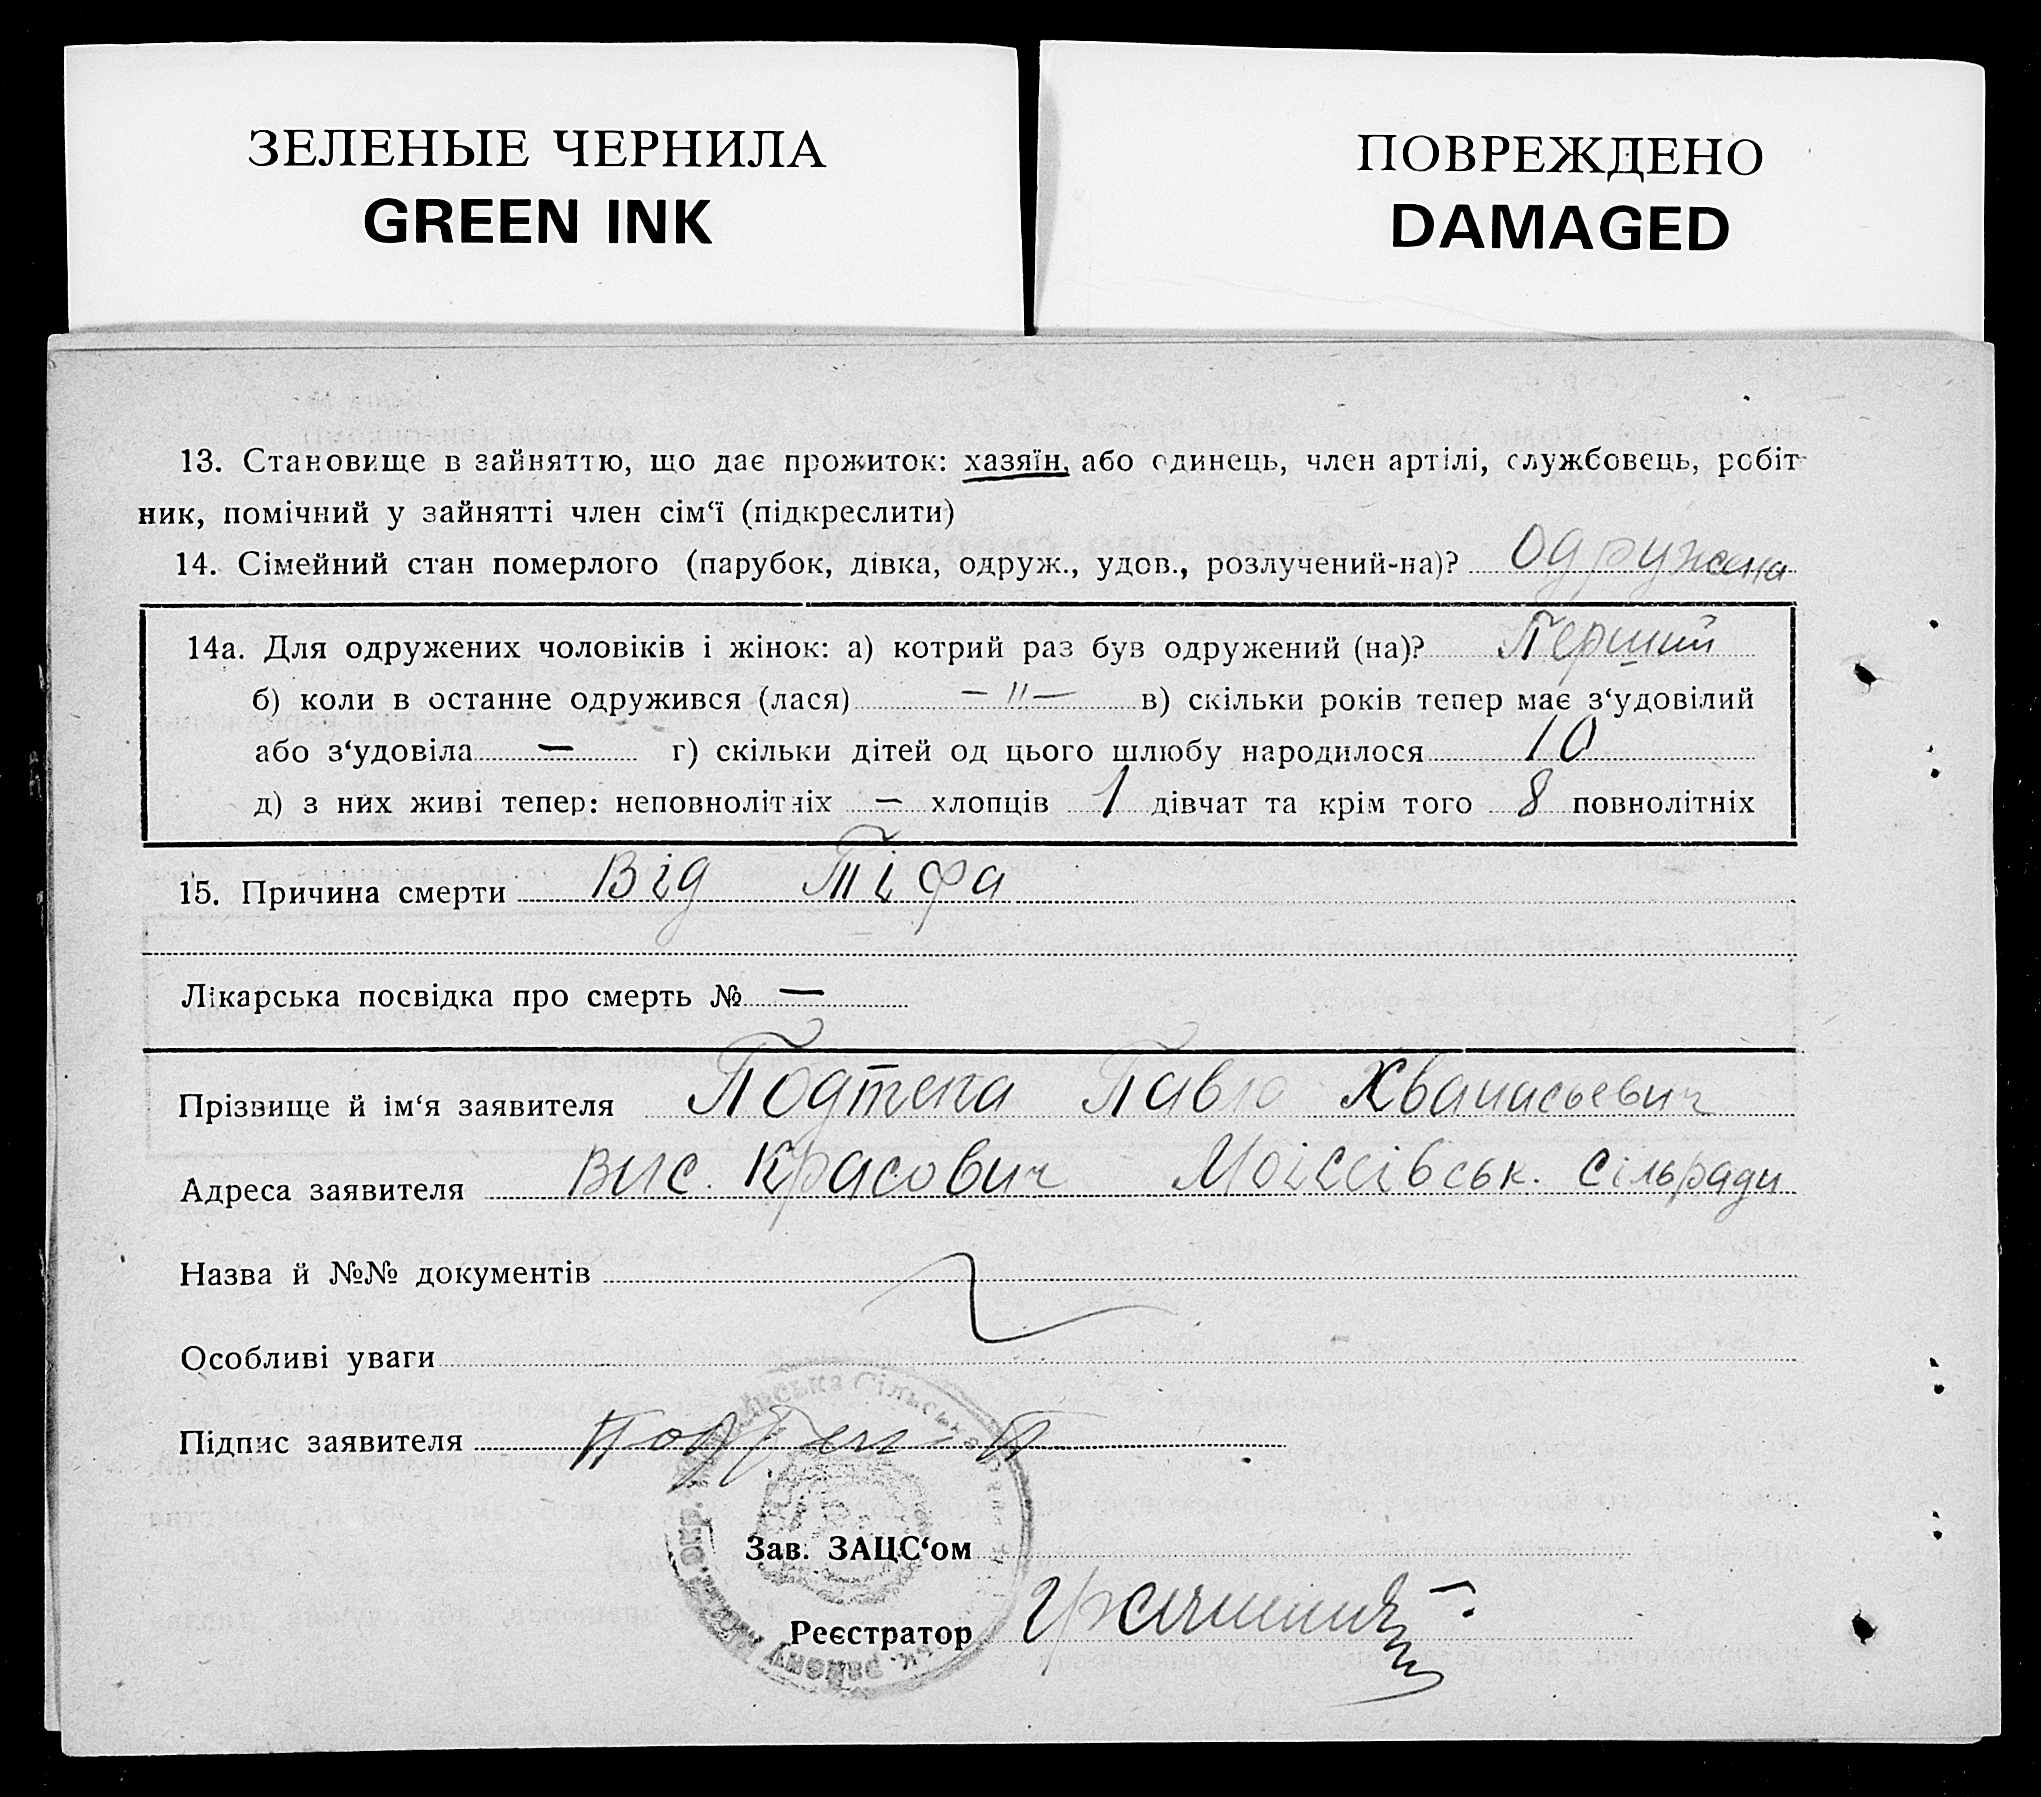 ЗЕЛЕНЫЕ ЧЕРНИЛА
GREEN INK
ПОВРЕЖДЕНО
DAMAGED
13. Становище в зайняттю, що дає прожиток: хазяїн, або одинець, член артілі, службовець, робіт-
ник, помічний у зайнятті член сім‘ї (підкреслити)
14. Сімейний стан померлого (парубок, дівка, одруж., удов., розлучений-на)? одружена
14а. Для одружених чоловіків і жінок: а) котрий раз був одружений (на)? Перший
б) коли в останне одружився (лася) — " — в) скільки років тепер має з‘удовілий
або з‘удовіла — г) скільки дітей од цього шлюбу народилося 10
д) з них живі тепер: неповнолітніх — хлопців 1 дівчат та крім того 8 повнолітніх
15. Причина смерти Від Тіфа
Лікарська посвідка про смерть № —
Прізвище й ім‘я заявителя Павло Хванасьевич
Адреса заявителя вис. Красович сільради
Назва й №№ документів
Особливі уваги
Підпис заявителя
Зав. ЗАЦС‘ом
Реєстратор